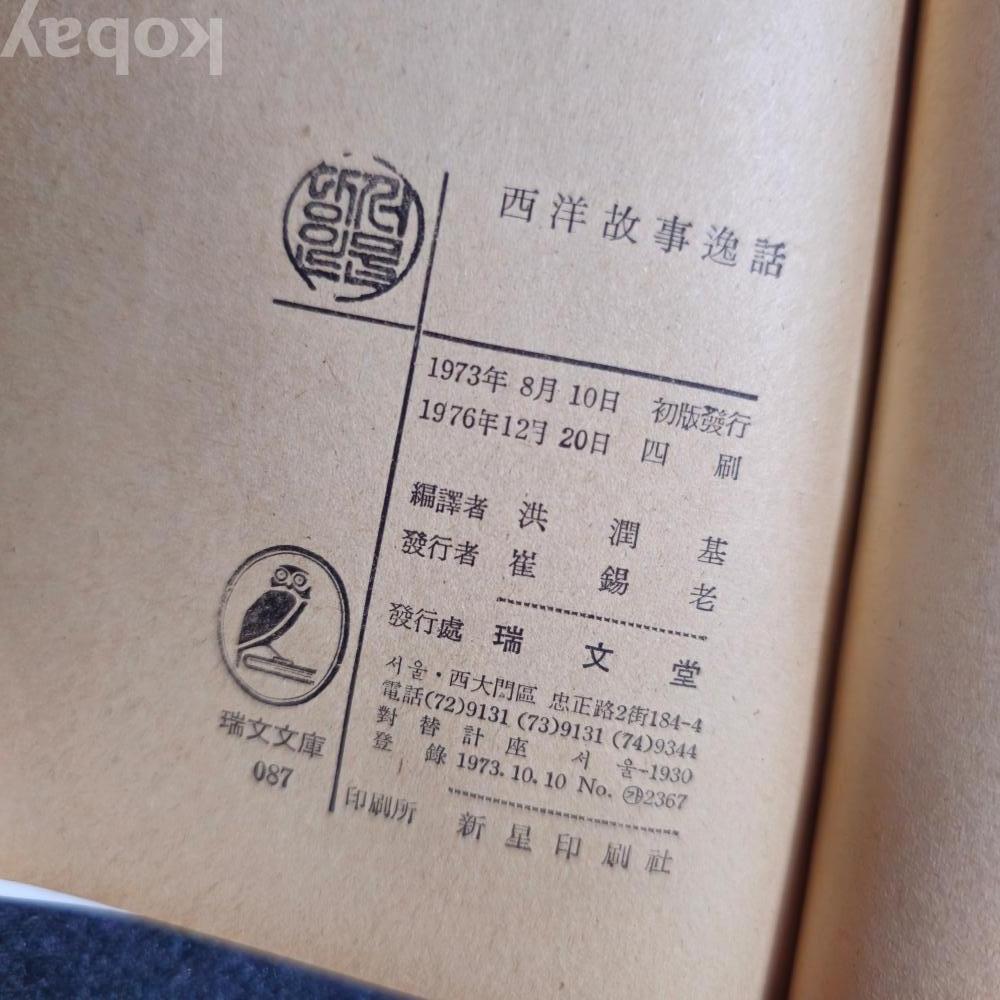 kobay
西洋故事逸話
1973年 8月 10日 初版發行
1976年 12월 20日 四刷
編譯者 洪潤基
發行者 崔錫老
發行處 瑞文堂
서울·西大門區 忠正路2街184-4
電話(72)9131 (73)9131 (74)9344
對替計座 서울-1930
登錄 1973.10.10 No. ㉮2367
印刷所 新星印刷社
瑞文文庫
087